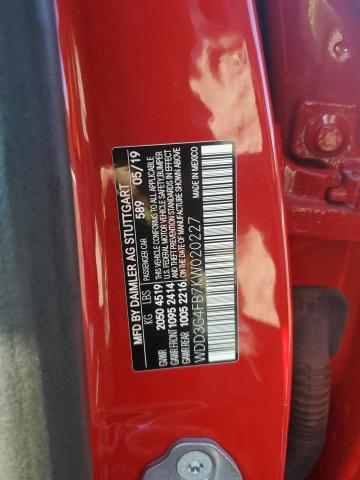 MFD BY DAIMLER AG STUTTGART
PASSENGER CAR 589 05/19
THIS VEHICLE CONFORMS TO ALL APPLICABLE
U.S. FEDERAL MOTOR VEHICLE SAFETY, BUMPER
AND THEFT PREVENTION STANDARDS IN EFFECT
ON THE DATE OF MANUFACTURE SHOWN ABOVE
KG LBS
GVWR 2050 4519
GAWR FRONT 1095 2414
GAWR REAR 1005 2216
MADE IN MEXICO
WDD3G4FB7KW020227